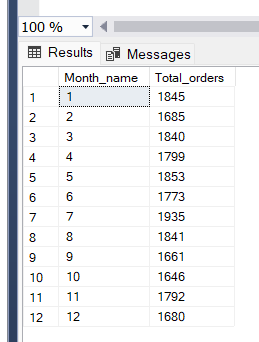 100 %
Results Messages
Month_name Total_orders
1 1 1845
2 2 1685
3 3 1840
4 4 1799
5 5 1853
6 6 1773
7 7 1935
8 8 1841
9 9 1661
10 10 1646
11 11 1792
12 12 1680